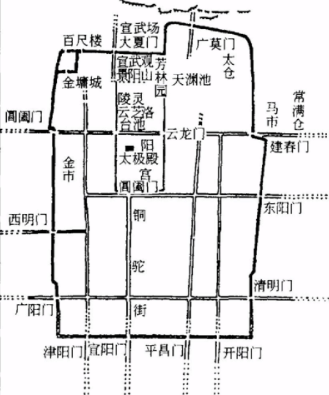 宣武场
大夏门
广莫门
百尺楼
宣武观
景阳山
芳林园
天渊池
太仓
金墉城
陵云台
灵芝池
洛阳宫
马市
常满仓
阊阖门
云龙门
建春门
金市
太极殿
阊阖门
西明门
铜驼街
东阳门
清明门
广阳门
津阳门
宣阳门
平昌门
开阳门